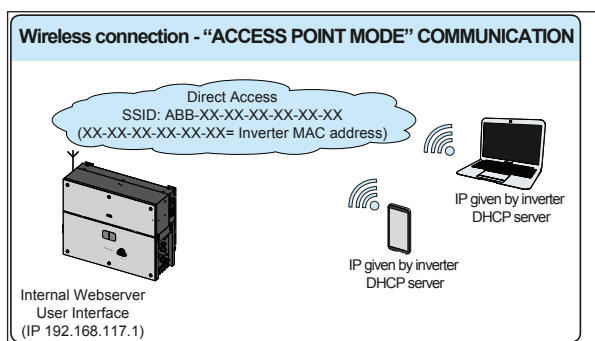 Wireless connection - “ACCESS POINT MODE” COMMUNICATION
Direct Access
SSID: ABB-XX-XX-XX-XX-XX-XX
(XX-XX-XX-XX-XX-XX= Inverter MAC address)
IP given by inverter
DHCP server
IP given by inverter
DHCP server
Internal Webserver
User Interface
(IP 192.168.117.1)